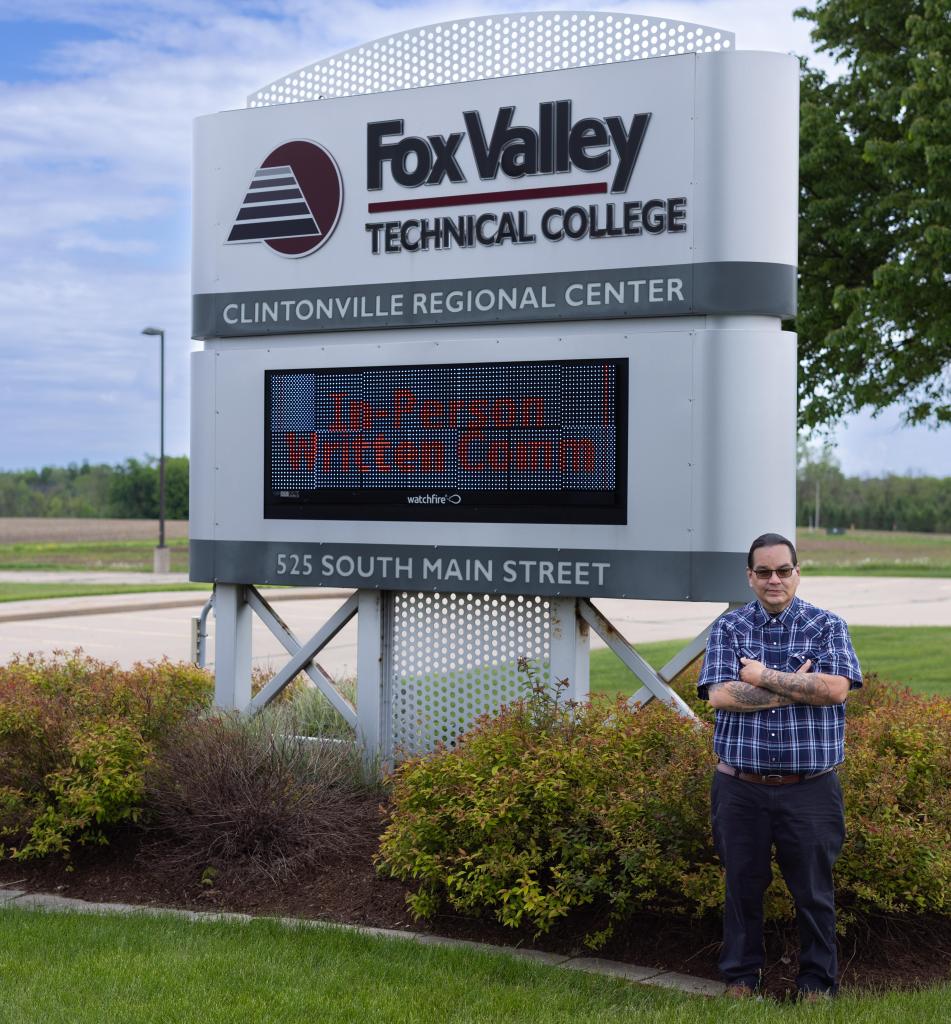 Fox Valley
TECHNICAL COLLEGE
CLINTONVILLE REGIONAL CENTER
In-Person
Written Comm
watchfire
525 SOUTH MAIN STREET